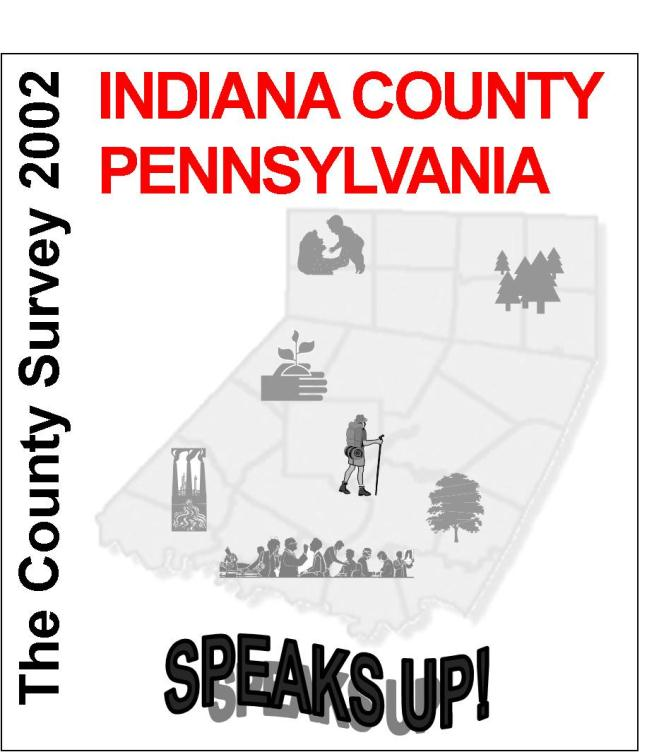 The County Survey 2002
INDIANA COUNTY
PENNSYLVANIA
SPEAKS UP!